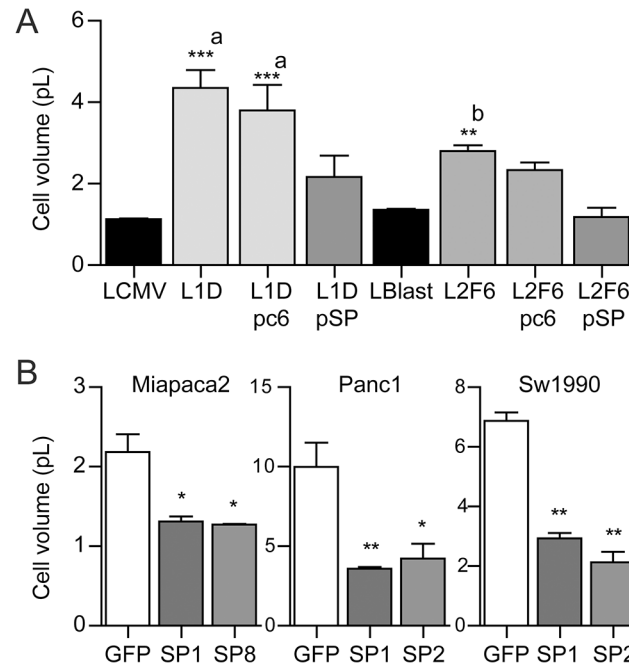 A
Cell volume (pL)
6
4
2
0
***
a
***
a
**
b
LCMV L1D L1D L1D LBlast L2F6 L2F6 L2F6
pc6 pSP pc6 pSP
B
Miapaca2 Panc1 Sw1990
Cell volume (pL)
3
2
1
0
* *
15
10
5
0
** *
8
6
4
2
0
** **
GFP SP1 SP8 GFP SP1 SP2 GFP SP1 SP2